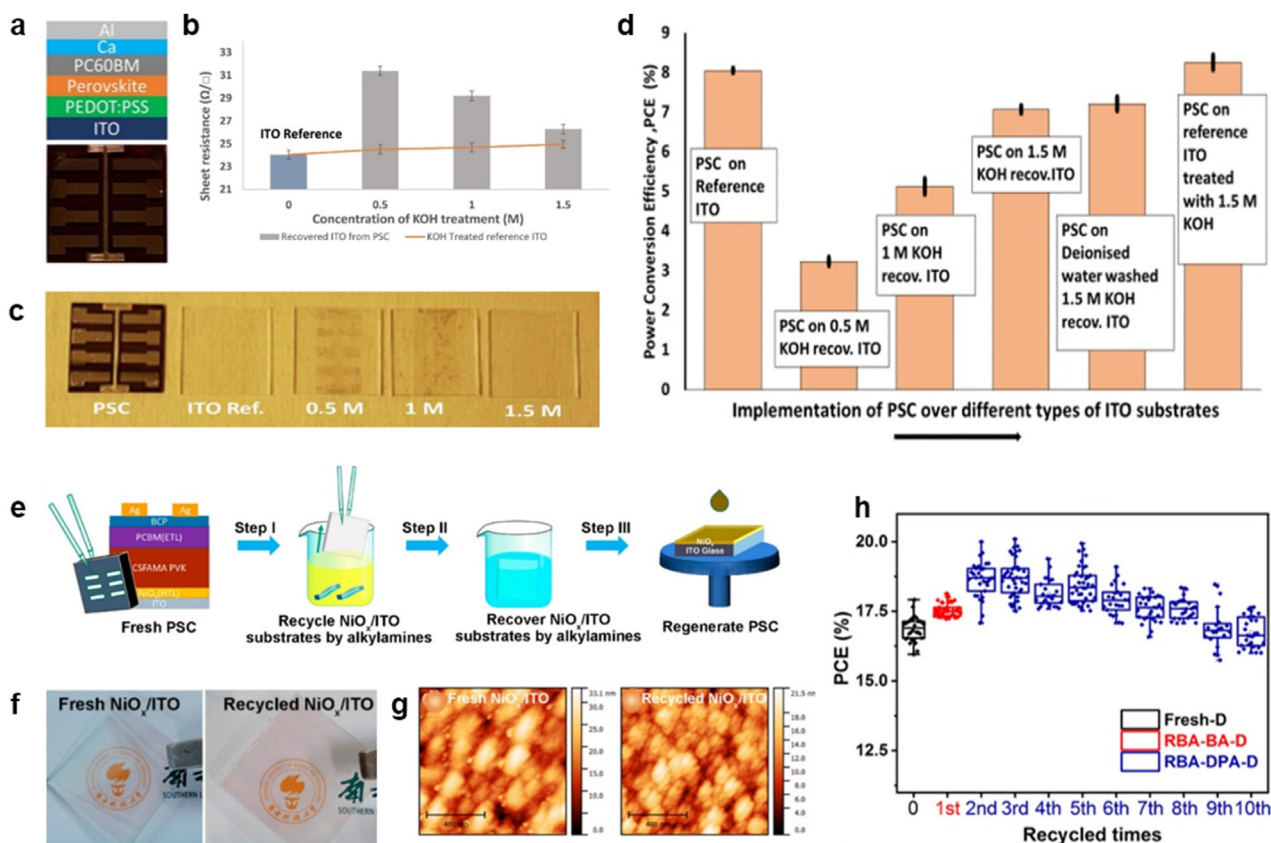 a
Al
Ca
PC60BM
Perovskite
PEDOT:PSS
ITO
b
Sheet resistance (Ω/□)
33
31
29
27
25
23
21
ITO Reference
0
0.5
1
1.5
Concentration of KOH treatment (M)
Recovered ITO from PSC
KOH Treated reference ITO
c
PSC
ITO Ref.
0.5 M
1 M
1.5 M
d
Power Conversion Efficiency ,PCE (%)
9
8
7
6
5
4
3
2
1
0
PSC on
Reference
ITO
PSC on 0.5 M
KOH recov. ITO
PSC on
1 M KOH
recov. ITO
PSC on 1.5 M
KOH recov.ITO
PSC on
Deionised
water washed
1.5 M KOH
recov. ITO
PSC on
reference
ITO
treated
with 1.5 M
KOH
Implementation of PSC over different types of ITO substrates
e
Ag
Ag
BCP
PCBM(ETL)
CSFAMA PVK
NiOx(HTL)
ITO
Fresh PSC
Step I
Recycle NiOx/ITO
substrates by alkylamines
Step II
Recover NiOx/ITO
substrates by alkylamines
Step III
NiOx
ITO Glass
Regenerate PSC
f
Fresh NiOx/ITO
SOUTHERN
Recycled NiOx/ITO
SOUTHERN
g
Fresh NiOx/ITO
400 nm
33.1 nm
30.0
25.0
20.0
15.0
10.0
5.0
0.0
Recycled NiOx/ITO
400 nm
21.5 nm
18.0
15.0
12.0
9.0
6.0
3.0
0.0
h
PCE (%)
20.0
17.5
15.0
12.5
Fresh-D
RBA-BA-D
RBA-DPA-D
0
1st
2nd
3rd
4th
5th
6th
7th
8th
9th
10th
Recycled times